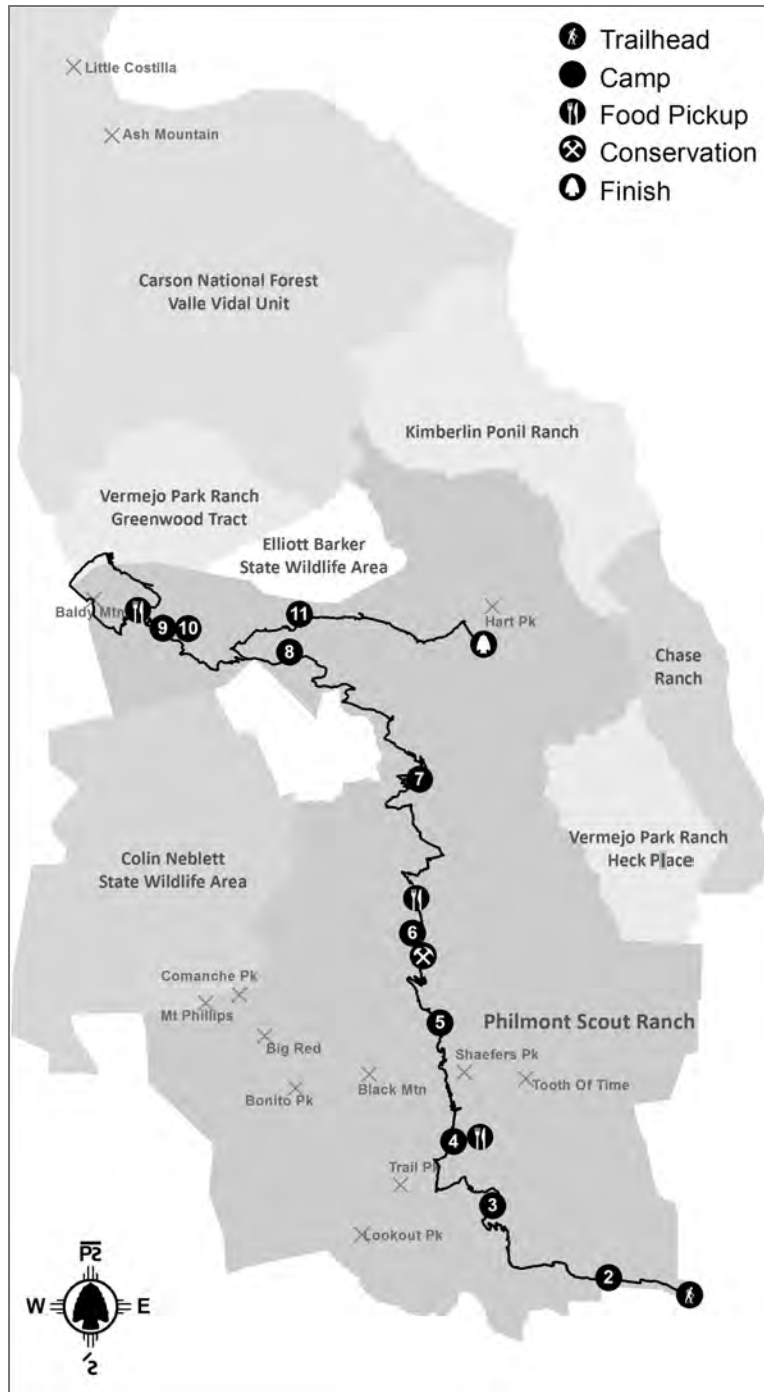 Little Costilla
Ash Mountain
Trailhead
Camp
Food Pickup
Conservation
Finish
Carson National Forest
Valle Vidal Unit
Kimberlin Ponil Ranch
Vermejo Park Ranch
Greenwood Tract
Elliott Barker
State Wildlife Area
Baldy Mtn
9
10
11
8
Hart Pk
Chase
Ranch
7
Vermejo Park Ranch
Heck Place
Colin Neblett
State Wildlife Area
6
Comanche Pk
Mt Phillips
5
Philmont Scout Ranch
Big Red
Bonito Pk
Black Mtn
Shaefers Pk
Tooth Of Time
4
Trail Pk
3
Lookout Pk
2
W
E